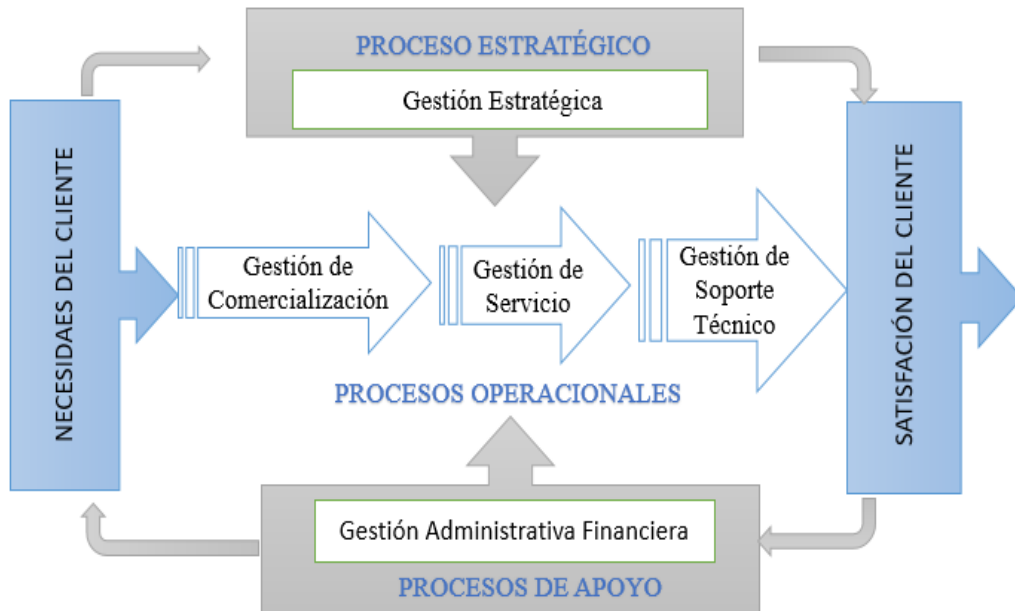 PROCESO ESTRATÉGICO
Gestión Estratégica
NECESIDAES DEL CLIENTE
Gestión de
Comercialización
Gestión de
Servicio
Gestión de
Soporte
Técnico
SATISFACIÓN DEL CLIENTE
PROCESOS OPERACIONALES
Gestión Administrativa Financiera
PROCESOS DE APOYO